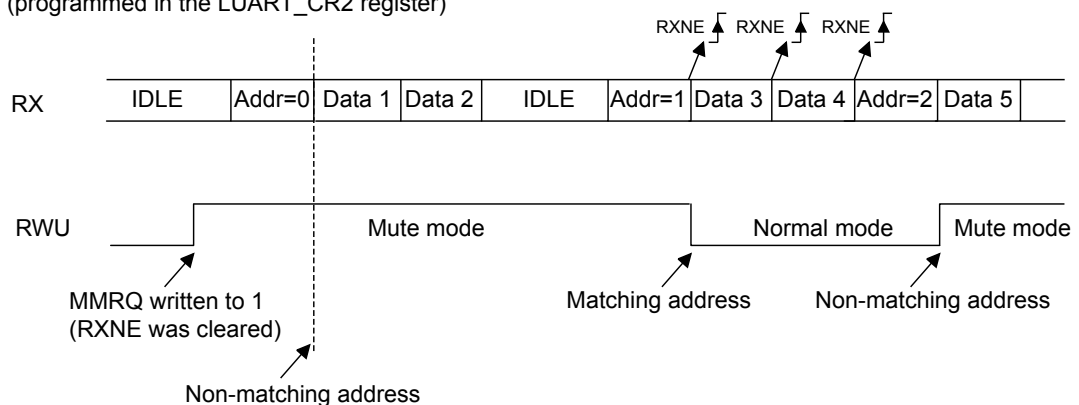 (programmed in the LUART_CR2 register)
RXNE RXNE RXNE
RX IDLE Addr=0 Data 1 Data 2 IDLE Addr=1 Data 3 Data 4 Addr=2 Data 5
RWU Mute mode Normal mode Mute mode
MMRQ written to 1
(RXNE was cleared)
Matching address Non-matching address
Non-matching address